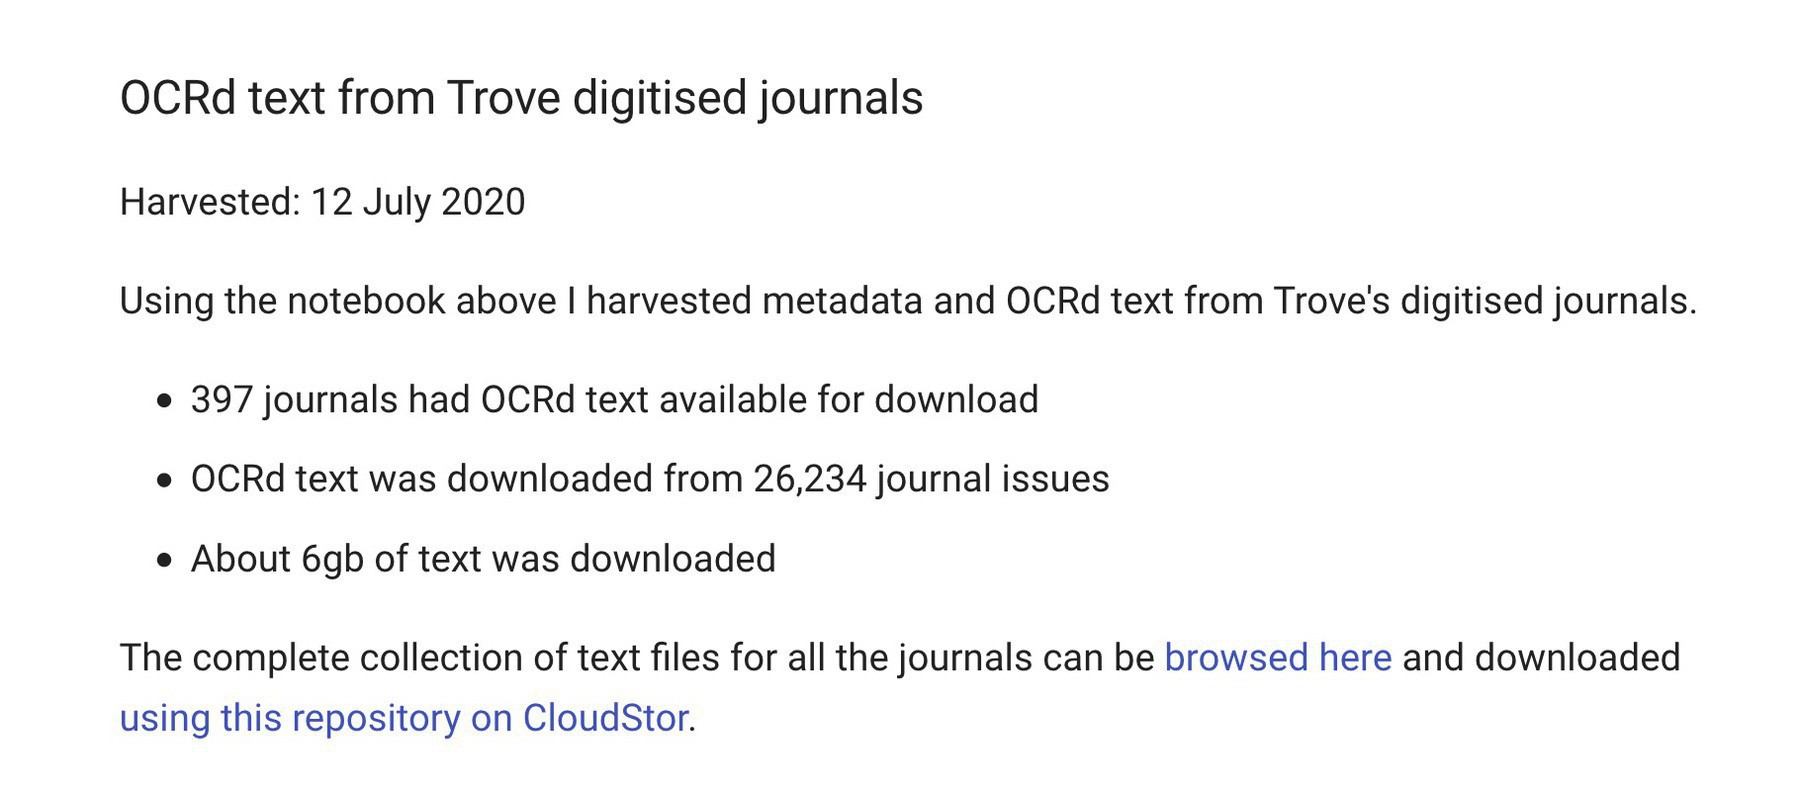 OCRd text from Trove digitised journals
Harvested: 12 July 2020
Using the notebook above I harvested metadata and OCRd text from Trove's digitised journals.
• 397 journals had OCRd text available for download
• OCRd text was downloaded from 26,234 journal issues
• About 6gb of text was downloaded
The complete collection of text files for all the journals can be browsed here and downloaded
using this repository on CloudStor.